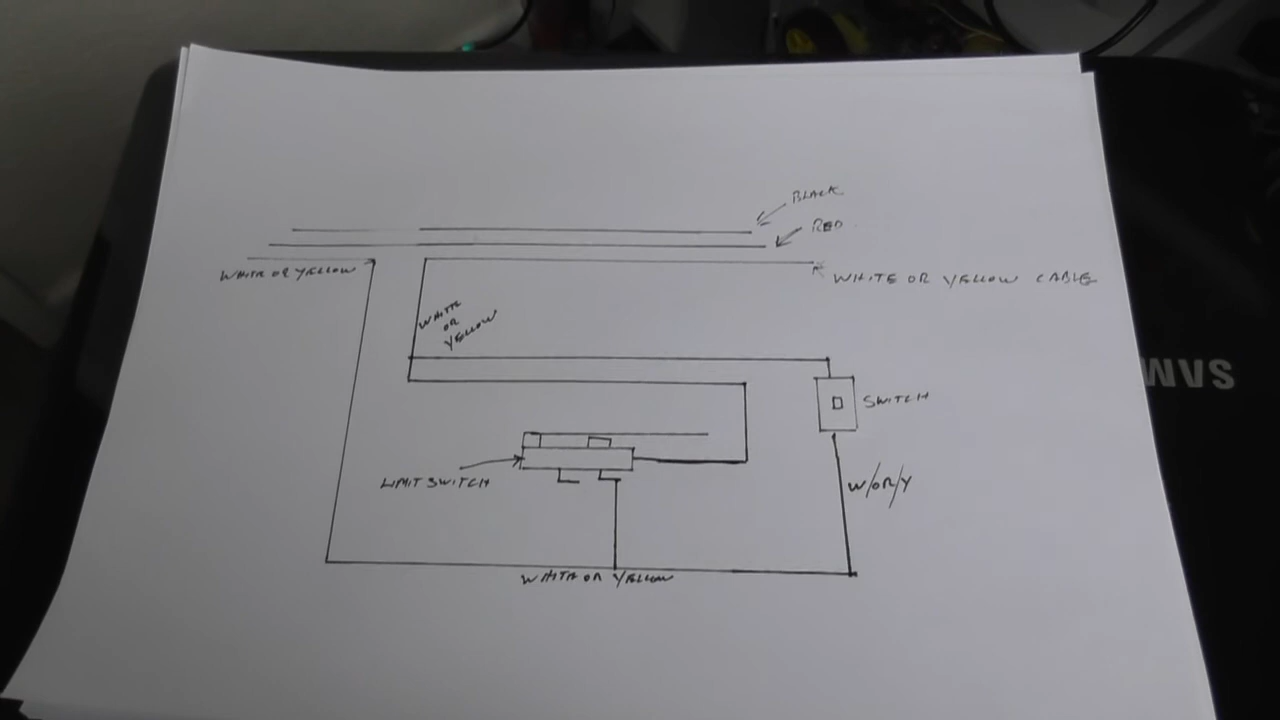 BLACK
RED
WHITE OR YELLOW
WHITE OR YELLOW CABLE
WHITE
OR
YELLOW
SWITCH
LIMIT SWITCH
W/OR/Y
WHITE OR YELLOW